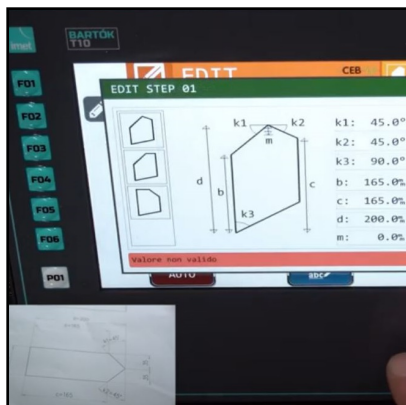 imet
BARTÓK
T10
F01
F02
F03
F04
F05
F06
P01
EDIT
CEB
EDIT STEP 01
k1
k2
m
d
b
c
k3
k1: 45.0°
k2: 45.0°
k3: 90.0°
b: 165.0%
c: 165.0%
d: 200.0%
m: 0.0%
Valore non valido
AUTO
abc